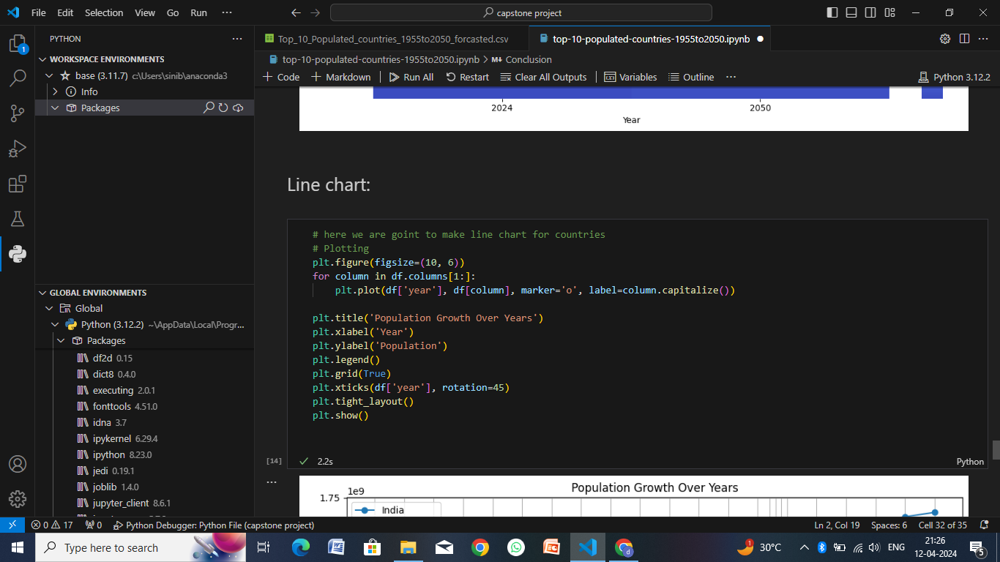 File Edit Selection View Go Run ··· capstone project
PYTHON ···
WORKSPACE ENVIRONMENTS
base (3.11.7) c:\Users\sinib\anaconda3
Info
Packages
GLOBAL ENVIRONMENTS
Global
Python (3.12.2) ~\AppData\Local\Progr...
Packages
df2d 0.15
dict8 0.4.0
executing 2.0.1
fonttools 4.51.0
idna 3.7
ipykernel 6.29.4
ipython 8.23.0
jedi 0.19.1
joblib 1.4.0
jupyter_client 8.6.1
1
Top_10_Populated_countries_1955to2050_forcasted.csv top-10-populated-countries-1955to2050.ipynb
top-10-populated-countries-1955to2050.ipynb > Conclusion
+ Code + Markdown Run All Restart Clear All Outputs Variables Outline ··· Python 3.12.2
2024 2050
Year
Line chart:
# here we are goint to make line chart for countries
# Plotting
plt.figure(figsize=(10, 6))
for column in df.columns[1:]:
plt.plot(df['year'], df[column], marker='o', label=column.capitalize())
plt.title('Population Growth Over Years')
plt.xlabel('Year')
plt.ylabel('Population')
plt.legend()
plt.grid(True)
plt.xticks(df['year'], rotation=45)
plt.tight_layout()
plt.show()
[14] 2.2s Python
Population Growth Over Years
1e9
1.75
India
0 17 0 Python Debugger: Python File (capstone project) Ln 2, Col 19 Spaces: 6 Cell 32 of 35
Type here to search 1 30°C ENG 21:26
12-04-2024 5